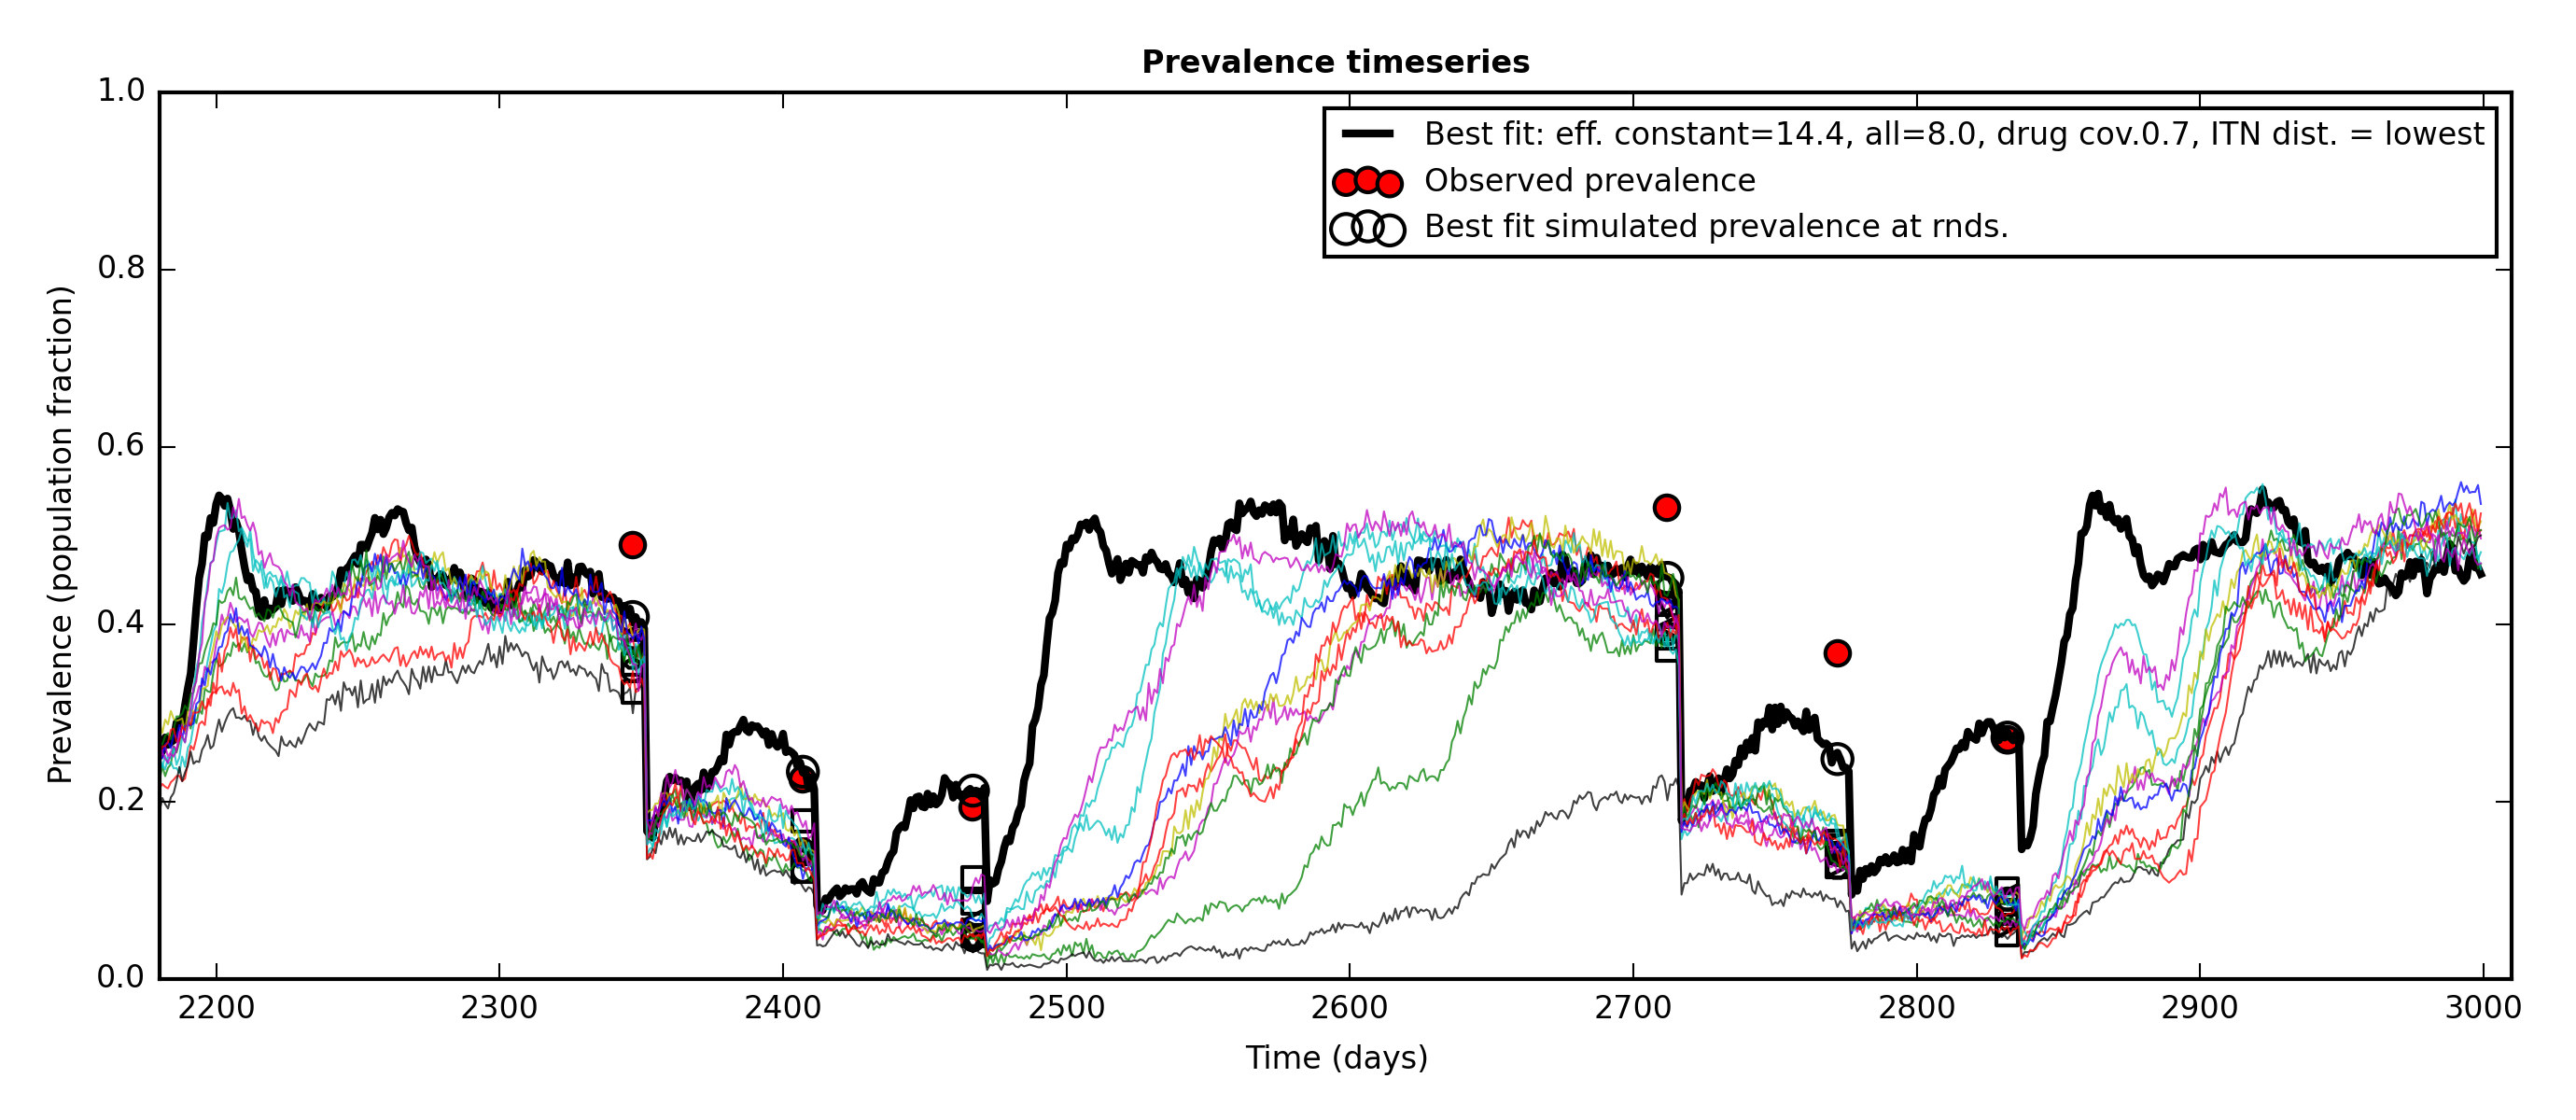 Prevalence timeseries
Best fit: eff. constant=14.4, all=8.0, drug cov.0.7, ITN dist. = lowest
Observed prevalence
Best fit simulated prevalence at rnds.
Prevalence (population fraction)
1.0
0.8
0.6
0.4
0.2
0.0
2200 2300 2400 2500 2600 2700 2800 2900 3000
Time (days)